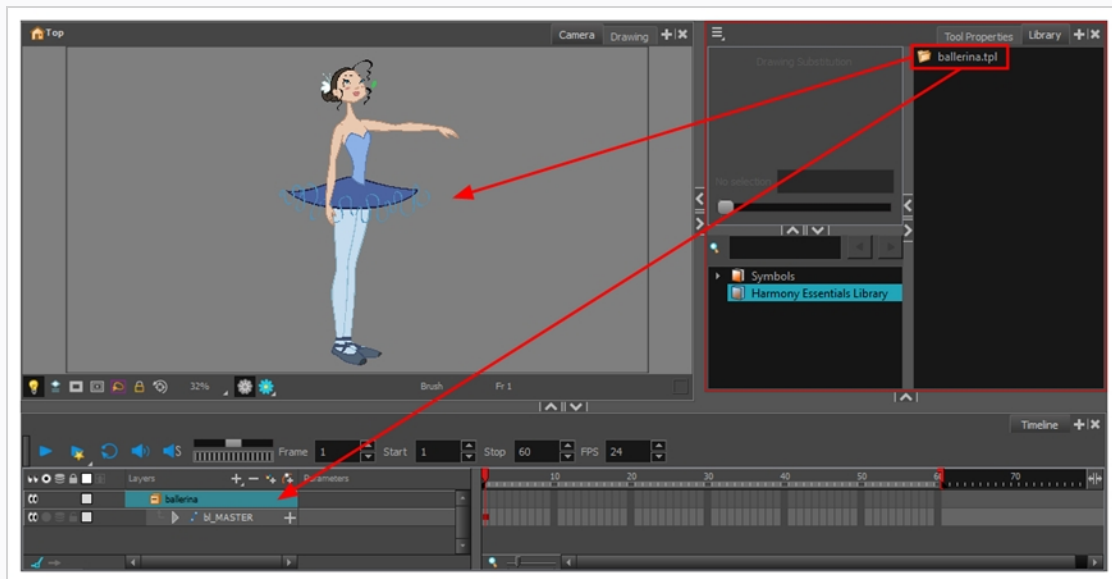 Top
Camera Drawing
Tool Properties Library
Drawing Substitution
ballerina.tpl
No selection
Symbols
Harmony Essentials Library
32% Brush Fr 1
Timeline
S Frame 1 Start 1 Stop 60 FPS 24
Layers Parameters 10 20 30 40 50 60 70
ballerina
bl_MASTER